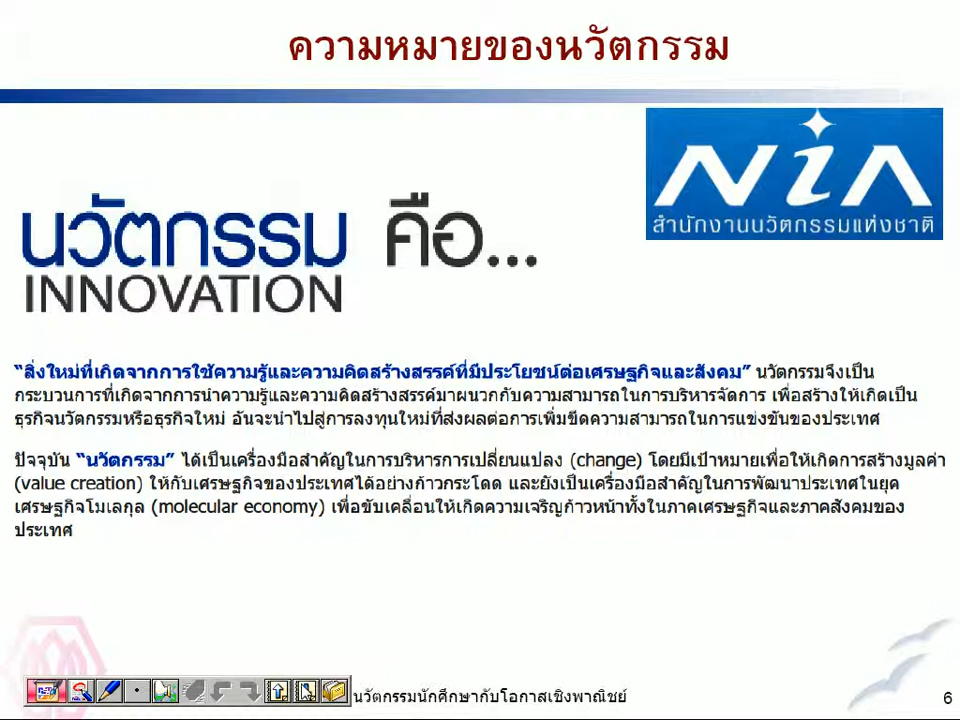 ความหมายของนวัตกรรม
NiA
สำนักงานนวัตกรรมแห่งชาติ
นวัตกรรม คือ...
INNOVATION
“สิ่งใหม่ที่เกิดจากการใช้ความรู้และความคิดสร้างสรรค์ที่มีประโยชน์ต่อเศรษฐกิจและสังคม” นวัตกรรมจึงเป็น
กระบวนการที่เกิดจากการนำความรู้และความคิดสร้างสรรค์มาผนวกกับความสามารถในการบริหารจัดการ เพื่อสร้างให้เกิดเป็น
ธุรกิจนวัตกรรมหรือธุรกิจใหม่ อันจะนำไปสู่การลงทุนใหม่ที่ส่งผลต่อการเพิ่มขีดความสามารถในการแข่งขันของประเทศ
ปัจจุบัน “นวัตกรรม” ได้เป็นเครื่องมือสำคัญในการบริหารการเปลี่ยนแปลง (change) โดยมีเป้าหมายเพื่อให้เกิดการสร้างมูลค่า
(value creation) ให้กับเศรษฐกิจของประเทศได้อย่างก้าวกระโดด และยังเป็นเครื่องมือสำคัญในการพัฒนาประเทศในยุค
เศรษฐกิจโมเลกุล (molecular economy) เพื่อขับเคลื่อนให้เกิดความเจริญก้าวหน้าทั้งในภาคเศรษฐกิจและภาคสังคมของ
ประเทศ
นวัตกรรมนักศึกษากับโอกาสเชิงพาณิชย์
6